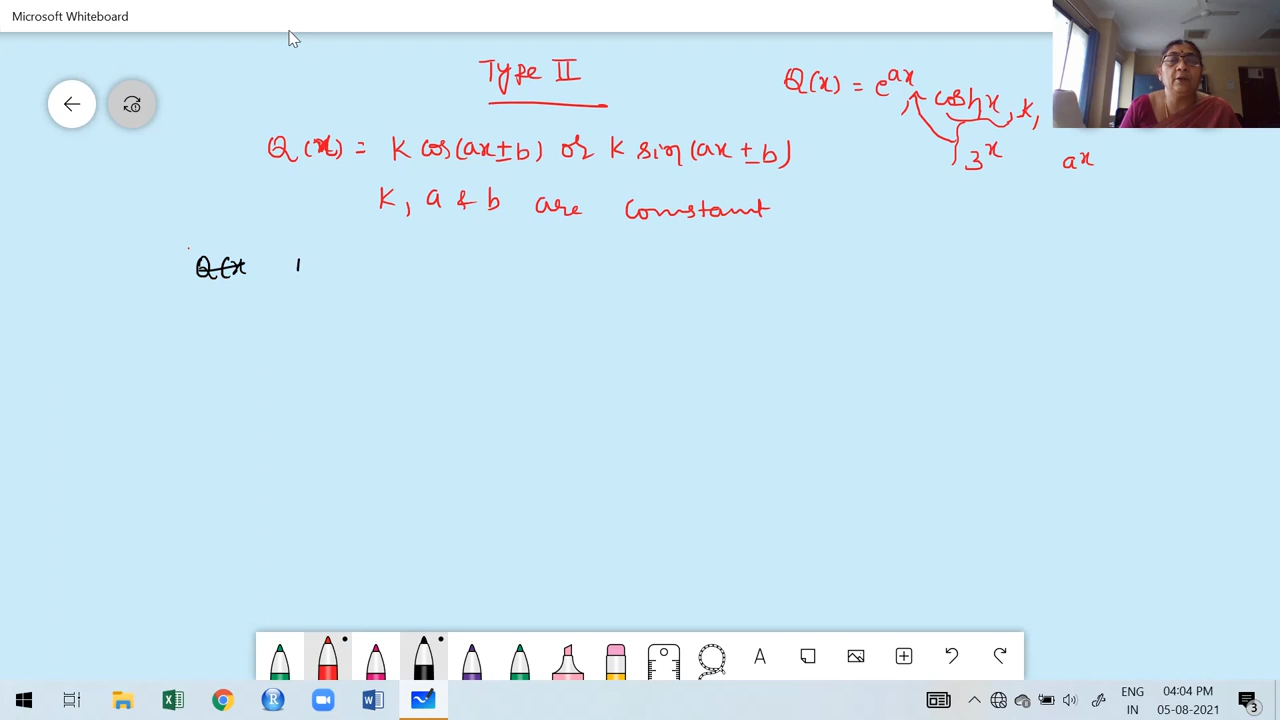 Microsoft Whiteboard
Type II
Q(x) = e^{ax}, cosh x, k,
3^x a^x
Q(x) = k cos(ax±b) or k sin(ax±b)
k, a & b are constant
Q(x
A
ENG
IN
04:04 PM
05-08-2021
3